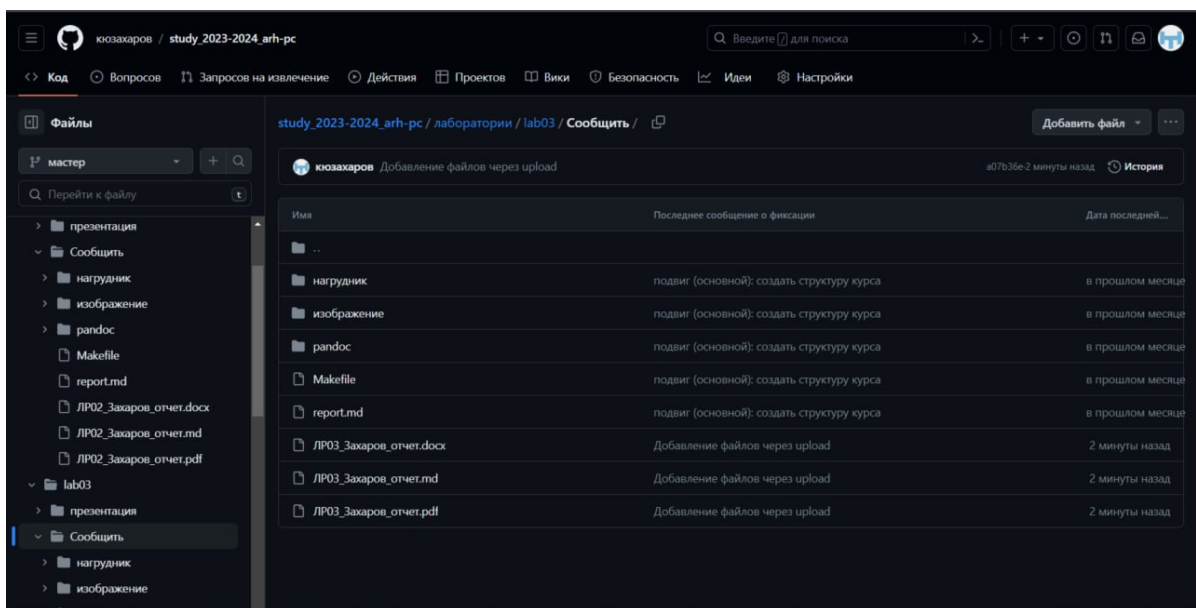 кюзахаров / study_2023-2024_arh-pc
Введите / для поиска
Код Вопросов Запросов на извлечение Действия Проектов Вики Безопасность Идеи Настройки
Файлы
мастер
Перейти к файлу t
презентация
Сообщить
нагрудник
изображение
pandoc
Makefile
report.md
ЛР02_Захаров_отчет.docx
ЛР02_Захаров_отчет.md
ЛР02_Захаров_отчет.pdf
lab03
презентация
Сообщить
нагрудник
изображение
study_2023-2024_arh-pc / лаборатории / lab03 / Сообщить /
Добавить файл
кюзахаров Добавление файлов через upload a07b36e·2 минуты назад История
Имя Последнее сообщение о фиксации Дата последней...
..
нагрудник подвиг (основной): создать структуру курса в прошлом месяце
изображение подвиг (основной): создать структуру курса в прошлом месяце
pandoc подвиг (основной): создать структуру курса в прошлом месяце
Makefile подвиг (основной): создать структуру курса в прошлом месяце
report.md подвиг (основной): создать структуру курса в прошлом месяце
ЛР03_Захаров_отчет.docx Добавление файлов через upload 2 минуты назад
ЛР03_Захаров_отчет.md Добавление файлов через upload 2 минуты назад
ЛР03_Захаров_отчет.pdf Добавление файлов через upload 2 минуты назад